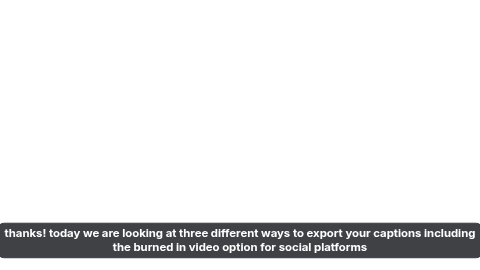 thanks! today we are looking at three different ways to export your captions including
the burned in video option for social platforms